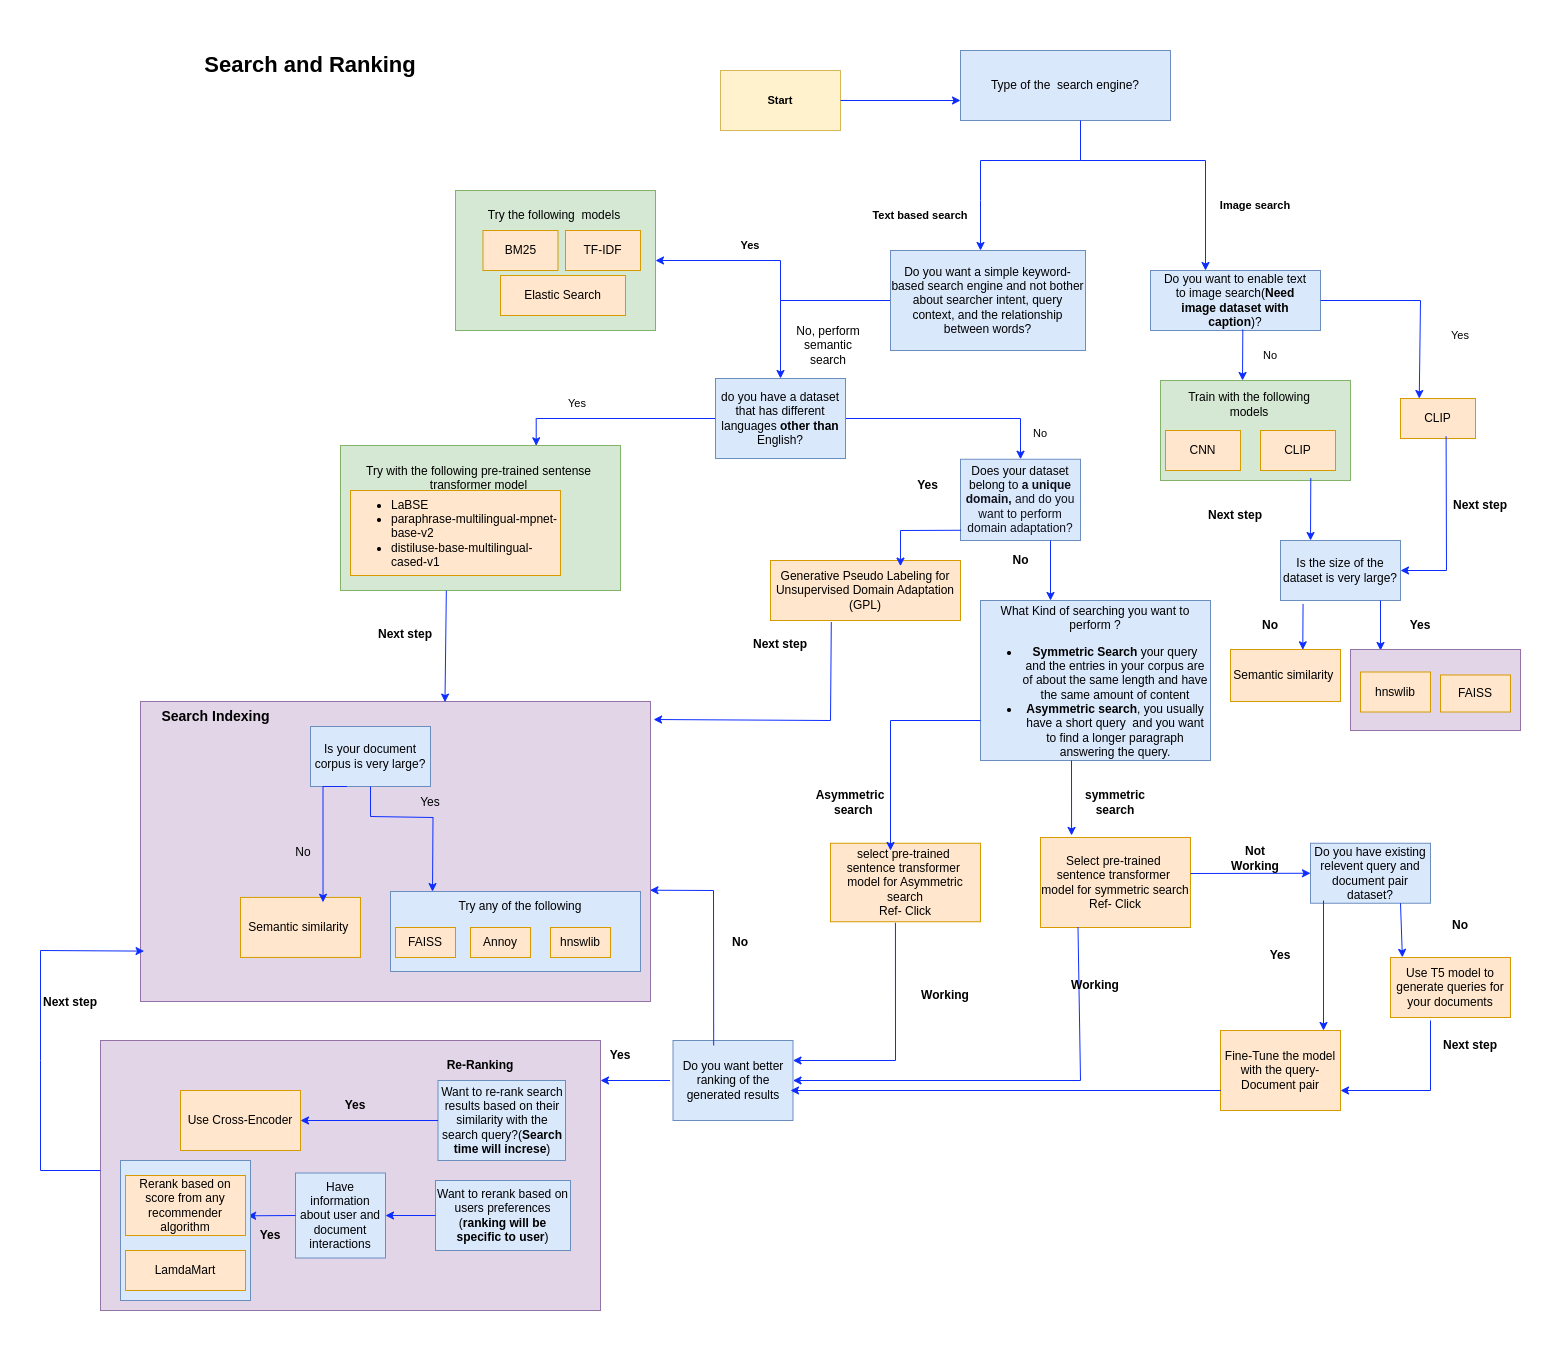 Search and Ranking
Start
Type of the  search engine?
Text based search
Image search
Try the following  models
BM25
TF-IDF
Elastic Search
Yes
Do you want a simple keyword-
based search engine and not bother
about searcher intent, query
context, and the relationship
between words?
Do you want to enable text
to image search(Need
image dataset with
caption)?
No, perform
semantic
search
Yes
No
Train with the following
models
CNN
CLIP
CLIP
do you have a dataset
that has different
languages other than
English?
Yes
No
Try with the following pre-trained sentense
transformer model
• LaBSE
• paraphrase-multilingual-mpnet-
base-v2
• distiluse-base-multilingual-
cased-v1
Does your dataset
belong to a unique
domain, and do you
want to perform
domain adaptation?
Yes
No
Next step
Next step
Is the size of the
dataset is very large?
No
Yes
Semantic similarity
hnswlib
FAISS
Generative Pseudo Labeling for
Unsupervised Domain Adaptation
(GPL)
Next step
Next step
What Kind of searching you want to
perform ?
• Symmetric Search your query
and the entries in your corpus are
of about the same length and have
the same amount of content
• Asymmetric search, you usually
have a short query  and you want
to find a longer paragraph
answering the query.
Search Indexing
Is your document
corpus is very large?
Yes
No
Semantic similarity
Try any of the following
FAISS
Annoy
hnswlib
Asymmetric
search
symmetric
search
select pre-trained
sentence transformer
model for Asymmetric
search
Ref- Click
Select pre-trained
sentence transformer
model for symmetric search
Ref- Click
Not
Working
Do you have existing
relevent query and
document pair
dataset?
No
Yes
Use T5 model to
generate queries for
your documents
Next step
Working
Working
Fine-Tune the model
with the query-
Document pair
No
Yes
Do you want better
ranking of the
generated results
Next step
Re-Ranking
Want to re-rank search
results based on their
similarity with the
search query?(Search
time will increse)
Yes
Use Cross-Encoder
Want to rerank based on
users preferences
(ranking will be
specific to user)
Have
information
about user and
document
interactions
Yes
Rerank based on
score from any
recommender
algorithm
LamdaMart